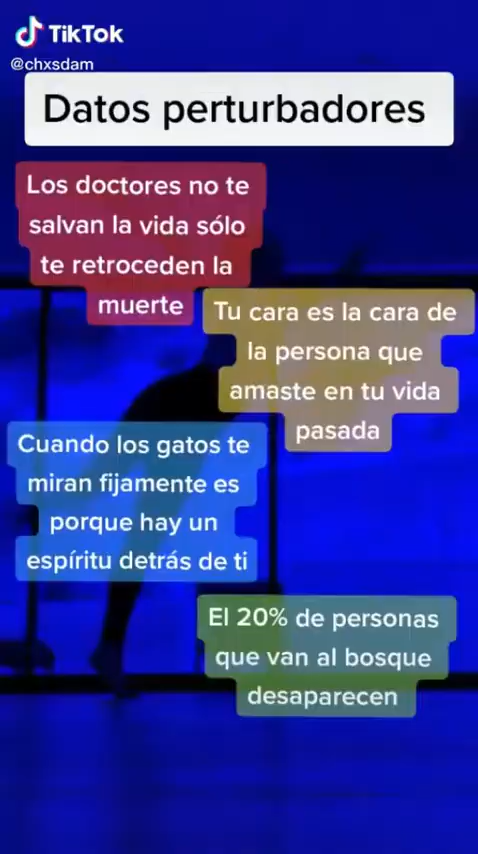 TikTok
@chxsdam
Datos perturbadores
Los doctores no te
salvan la vida sólo
te retroceden la
muerte
Tu cara es la cara de
la persona que
amaste en tu vida
pasada
Cuando los gatos te
miran fijamente es
porque hay un
espíritu detrás de ti
El 20% de personas
que van al bosque
desaparecen